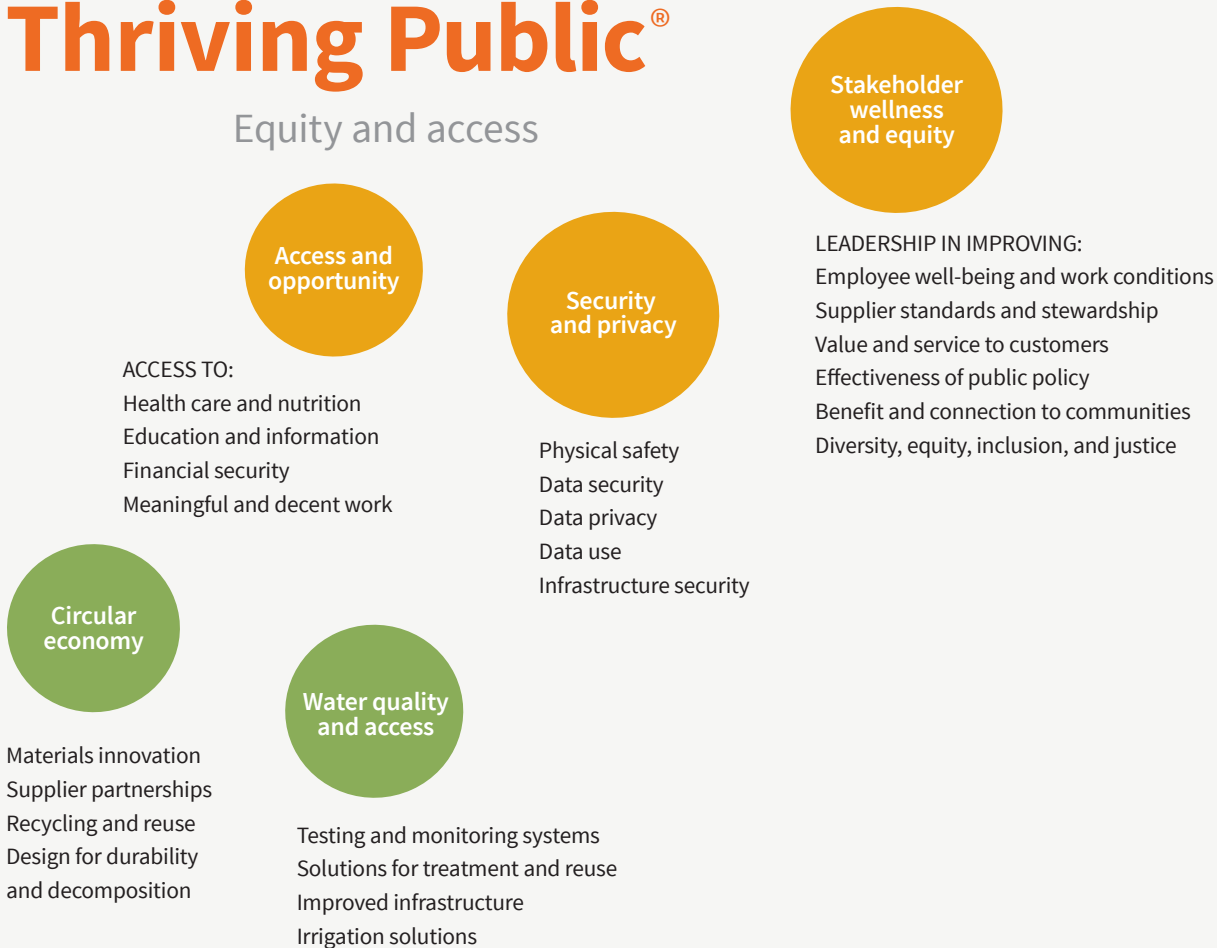 Thriving Public®
Equity and access
Stakeholder
wellness
and equity
LEADERSHIP IN IMPROVING:
Employee well-being and work conditions
Supplier standards and stewardship
Value and service to customers
Effectiveness of public policy
Benefit and connection to communities
Diversity, equity, inclusion, and justice
Access and
opportunity
ACCESS TO:
Health care and nutrition
Education and information
Financial security
Meaningful and decent work
Security
and privacy
Physical safety
Data security
Data privacy
Data use
Infrastructure security
Circular
economy
Materials innovation
Supplier partnerships
Recycling and reuse
Design for durability
and decomposition
Water quality
and access
Testing and monitoring systems
Solutions for treatment and reuse
Improved infrastructure
Irrigation solutions